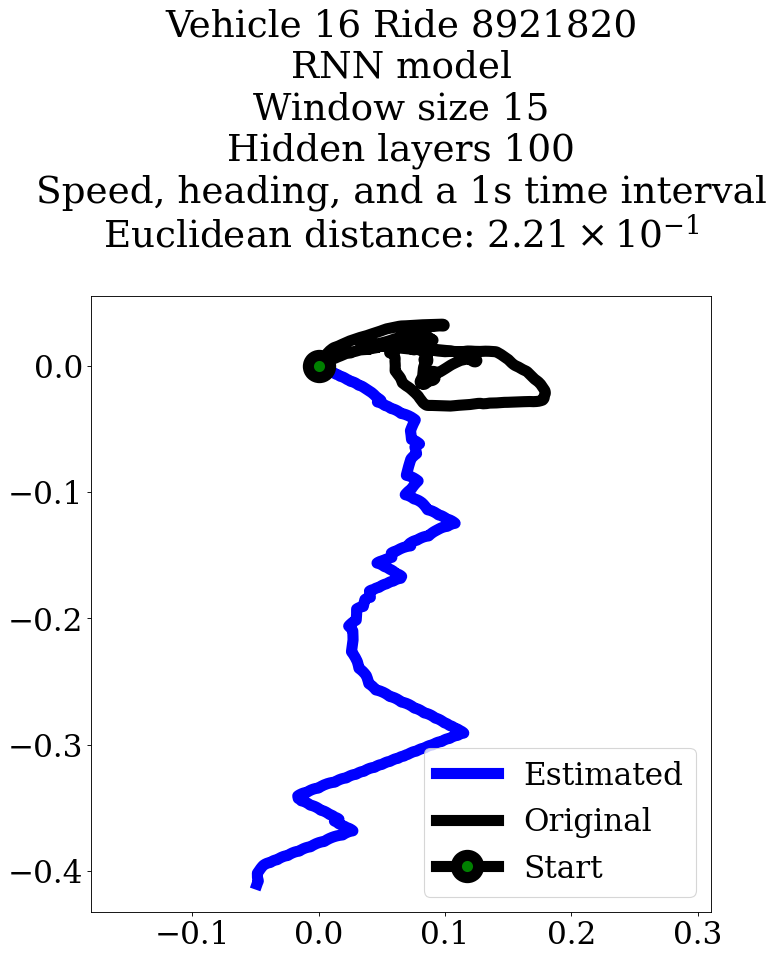 Vehicle 16 Ride 8921820
RNN model
Window size 15
Hidden layers 100
Speed, heading, and a 1s time interval
Euclidean distance: 2.21 × 10⁻¹
0.0
−0.1
−0.2
−0.3
−0.4
Estimated
Original
Start
−0.1 0.0 0.1 0.2 0.3